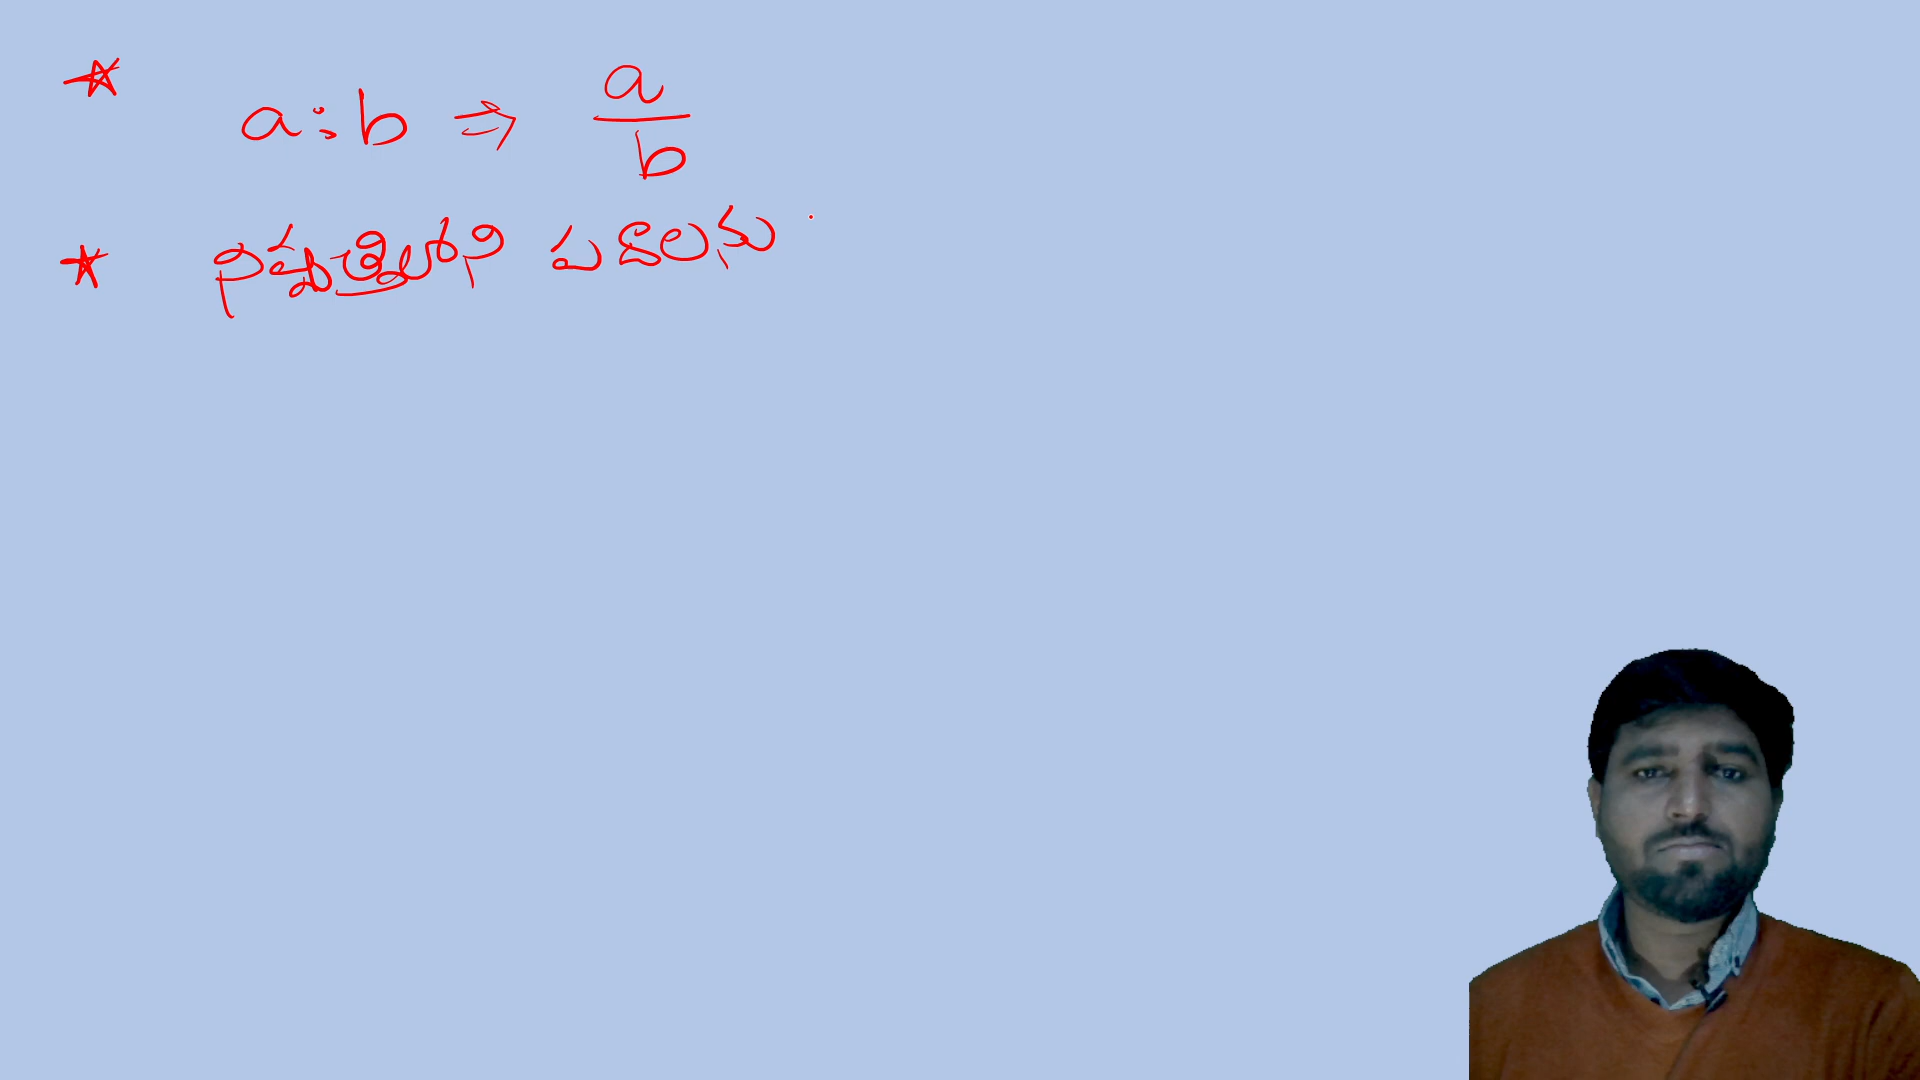 * a : b ⇒ a/b
* నిష్పత్తిలోని పదాలను